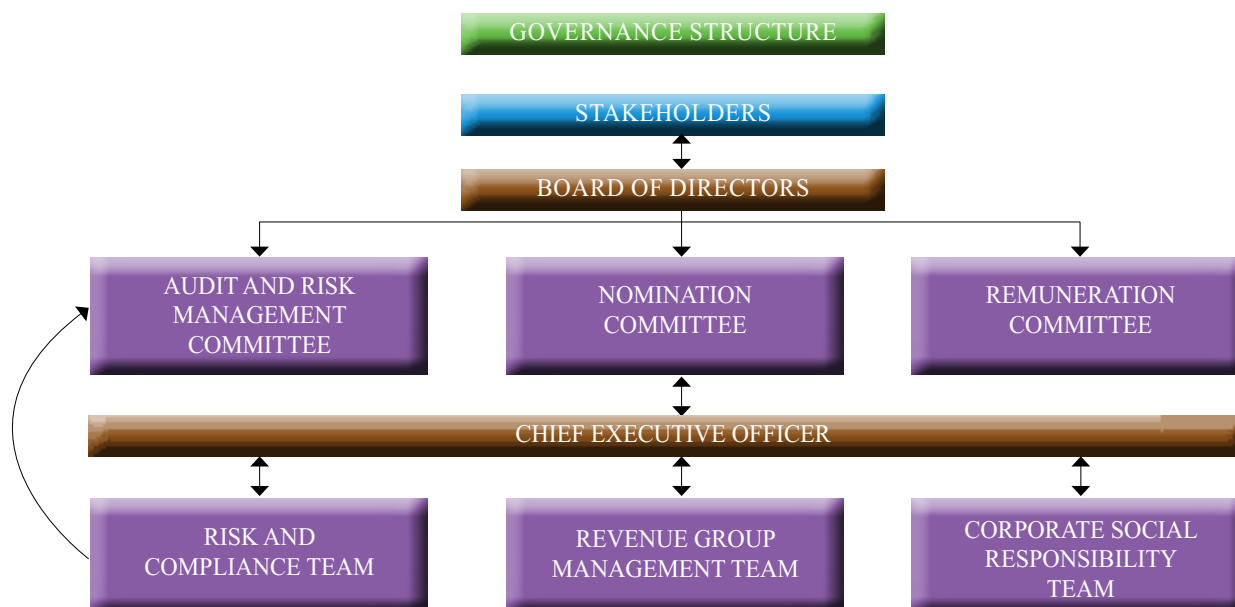 GOVERNANCE STRUCTURE
STAKEHOLDERS
BOARD OF DIRECTORS
AUDIT AND RISK
MANAGEMENT
COMMITTEE
NOMINATION
COMMITTEE
REMUNERATION
COMMITTEE
CHIEF EXECUTIVE OFFICER
RISK AND
COMPLIANCE TEAM
REVENUE GROUP
MANAGEMENT TEAM
CORPORATE SOCIAL
RESPONSIBILITY
TEAM